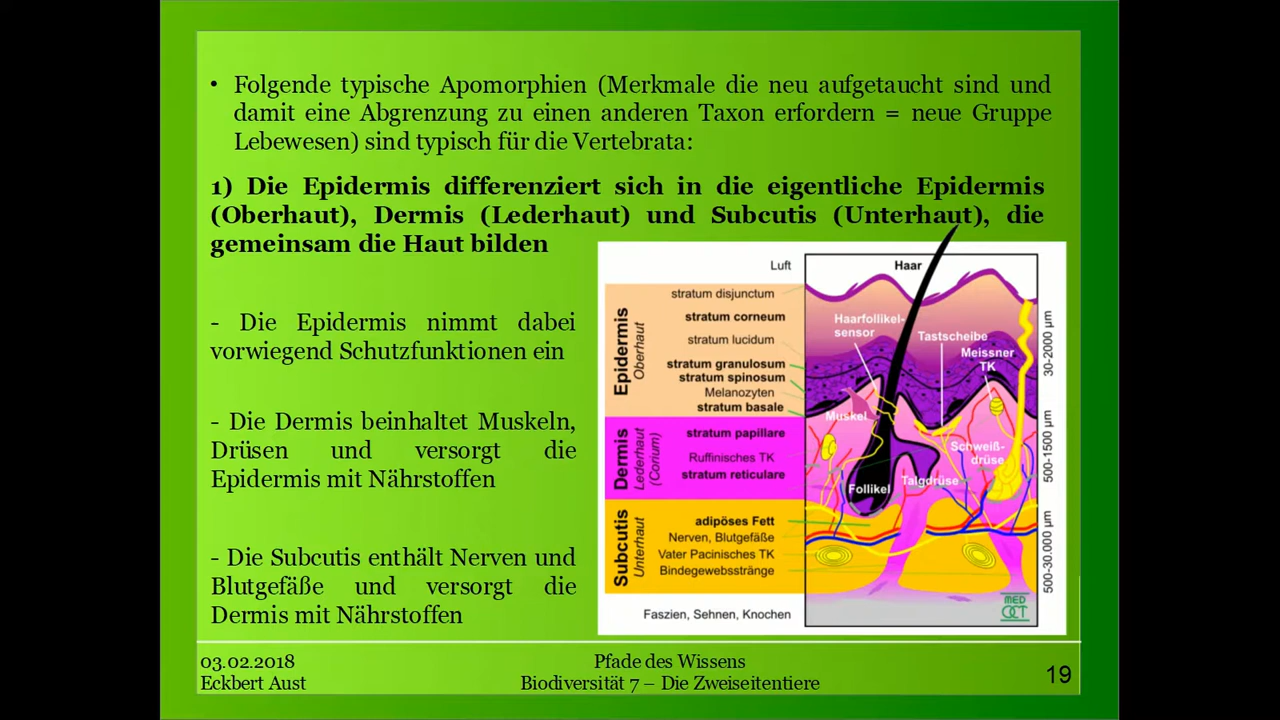 • Folgende typische Apomorphien (Merkmale die neu aufgetaucht sind und
damit eine Abgrenzung zu einen anderen Taxon erfordern = neue Gruppe
Lebewesen) sind typisch für die Vertebrata:
1) Die Epidermis differenziert sich in die eigentliche Epidermis
(Oberhaut), Dermis (Lederhaut) und Subcutis (Unterhaut), die
gemeinsam die Haut bilden
- Die Epidermis nimmt dabei
vorwiegend Schutzfunktionen ein
- Die Dermis beinhaltet Muskeln,
Drüsen und versorgt die
Epidermis mit Nährstoffen
- Die Subcutis enthält Nerven und
Blutgefäße und versorgt die
Dermis mit Nährstoffen
Luft
Epidermis
Oberhaut
stratum disjunctum
stratum corneum
stratum lucidum
stratum granulosum
stratum spinosum
Melanozyten
stratum basale
Dermis
Lederhaut
(Corium)
stratum papillare
Ruffinisches TK
stratum reticulare
Subcutis
Unterhaut
adipöses Fett
Nerven, Blutgefäße
Vater Pacinisches TK
Bindegewebsstränge
Faszien, Sehnen, Knochen
Haar
Haarfollikel-
sensor
Tastscheibe
Meissner
TK
Muskel
Schweiß-
drüse
Talgdrüse
Follikel
30-2000 µm
500-1500 µm
500-30.000 µm
MED
OCT
03.02.2018
Eckbert Aust
Pfade des Wissens
Biodiversität 7 – Die Zweiseitentiere
19